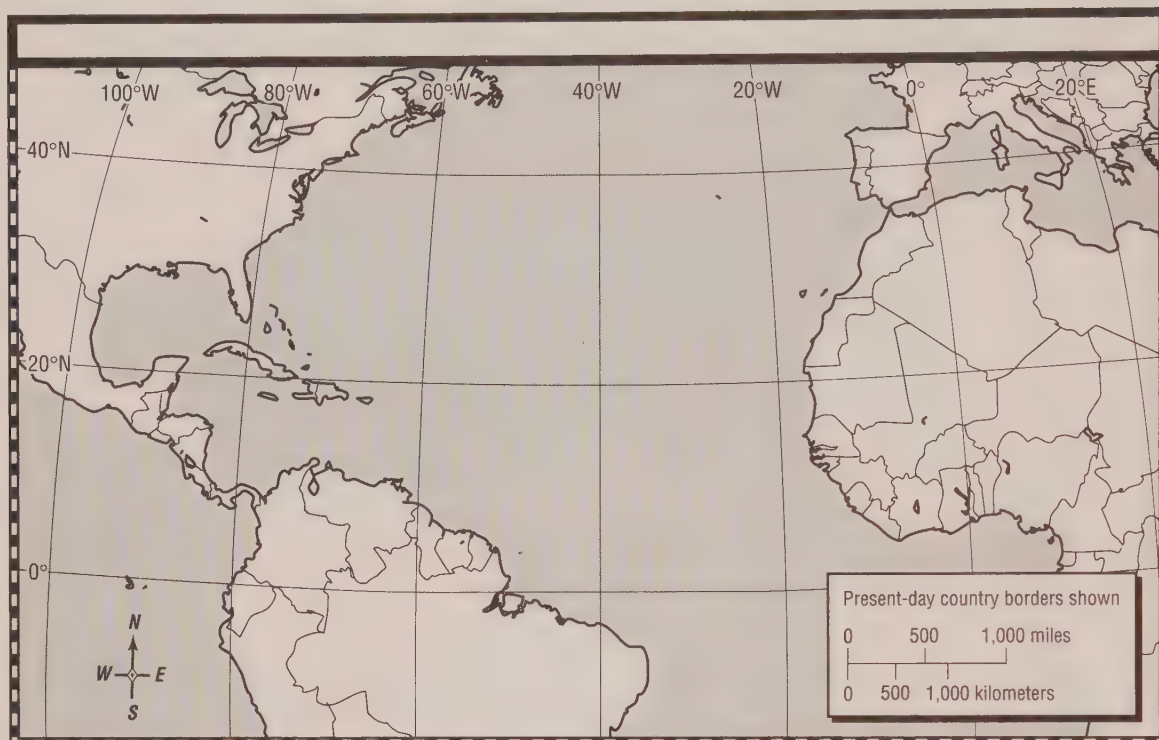 100°W 80°W 60°W 40°W 20°W 0° 20°E
40°N
20°N
0°
N
W E
S
Present-day country borders shown
0 500 1,000 miles
0 500 1,000 kilometers